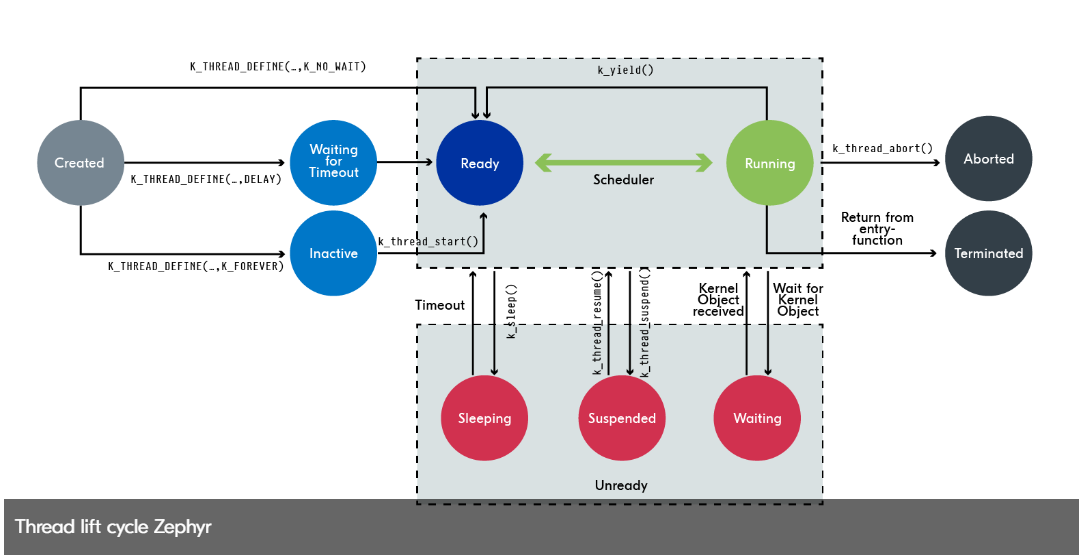 K_THREAD_DEFINE(…,K_NO_WAIT)
k_yield()
Created
Waiting
for
Timeout
Ready
Scheduler
Running
k_thread_abort()
Aborted
K_THREAD_DEFINE(…,DELAY)
Inactive
k_thread_start()
Return from
entry-
function
Terminated
K_THREAD_DEFINE(…,K_FOREVER)
Timeout
k_sleep()
k_thread_resume()
k_thread_suspend()
Kernel
Object
received
Wait for
Kernel
Object
Sleeping
Suspended
Waiting
Unready
Thread lift cycle Zephyr